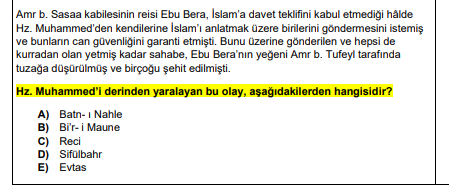 Amr b. Sasaa kabilesinin reisi Ebu Bera, İslam'a davet teklifini kabul etmediği hâlde
Hz. Muhammed'den kendilerine İslam'ı anlatmak üzere birilerini göndermesini istemiş
ve bunların can güvenliğini garanti etmişti. Bunu üzerine gönderilen ve hepsi de
kurradan olan yetmiş kadar sahabe, Ebu Bera'nın yeğeni Amr b. Tufeyl tarafında
tuzağa düşürülmüş ve birçoğu şehit edilmişti.
Hz. Muhammed'i derinden yaralayan bu olay, aşağıdakilerden hangisidir?
A) Batn- ı Nahle
B) Bi'r- i Maune
C) Reci
D) Sifülbahr
E) Evtas